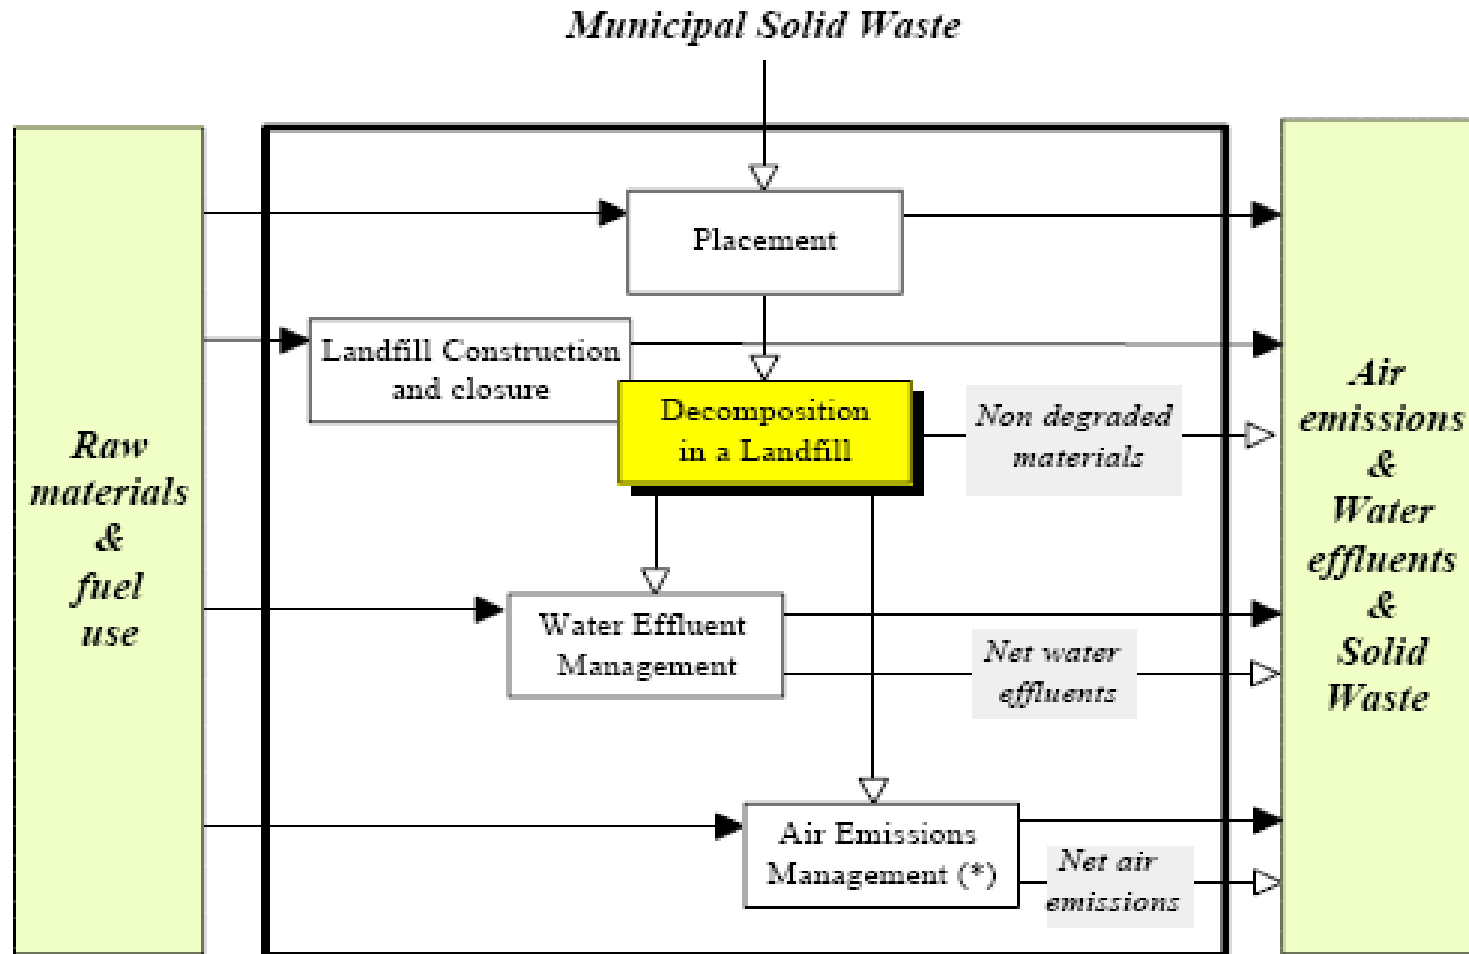 Municipal Solid Waste
Placement
Landfill Construction
and closure
Decomposition
in a Landfill
Non degraded
materials
Raw
materials
&
fuel
use
Air
emissions
&
Water
effluents
&
Solid
Waste
Water Effluent
Management
Net water
effluents
Air Emissions
Management (*)
Net air
emissions